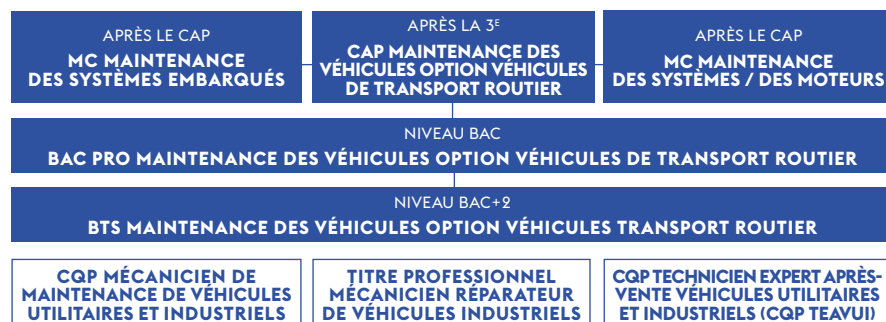 APRÈS LE CAP
MC MAINTENANCE
DES SYSTÈMES EMBARQUÉS
APRÈS LA 3E
CAP MAINTENANCE DES
VÉHICULES OPTION VÉHICULES
DE TRANSPORT ROUTIER
APRÈS LE CAP
MC MAINTENANCE
DES SYSTÈMES / DES MOTEURS
NIVEAU BAC
BAC PRO MAINTENANCE DES VÉHICULES OPTION VÉHICULES DE TRANSPORT ROUTIER
NIVEAU BAC+2
BTS MAINTENANCE DES VÉHICULES OPTION VÉHICULES TRANSPORT ROUTIER
CQP MÉCANICIEN DE
MAINTENANCE DE VÉHICULES
UTILITAIRES ET INDUSTRIELS
TITRE PROFESSIONNEL
MÉCANICIEN RÉPARATEUR
DE VÉHICULES INDUSTRIELS
CQP TECHNICIEN EXPERT APRÈS-
VENTE VÉHICULES UTILITAIRES
ET INDUSTRIELS (CQP TEAVUI)